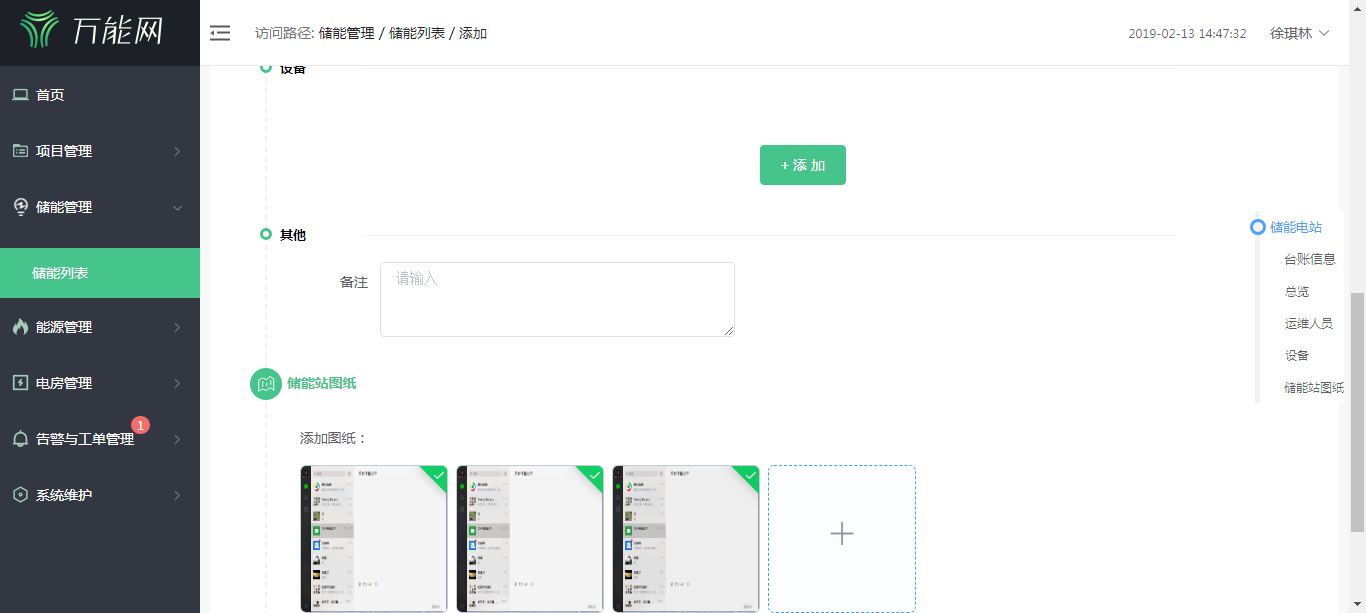 万能网
访问路径: 储能管理 / 储能列表 / 添加
2019-02-13 14:47:32
徐琪林
首页
项目管理
储能管理
储能列表
能源管理
电房管理
告警与工单管理
1
系统维护
设备
+ 添 加
其他
备注
请输入
储能站图纸
添加图纸：
储能电站
台账信息
总览
运维人员
设备
储能站图纸